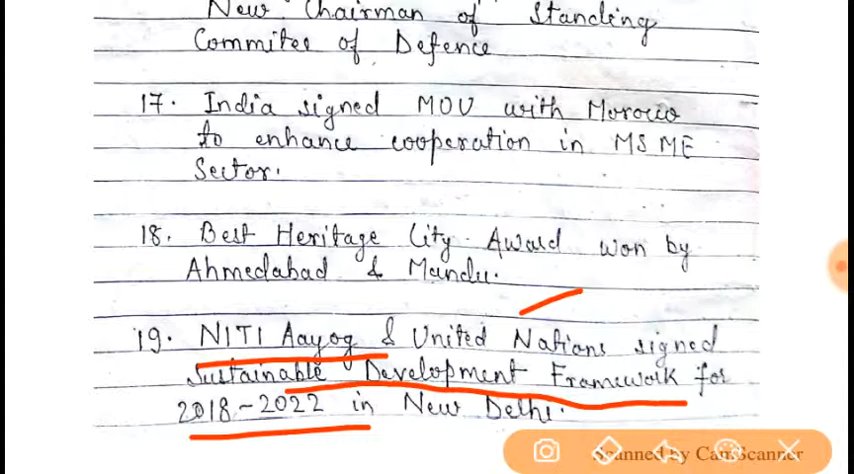 New Chairman of Standing
Commitee of Defence
17. India signed MOU with Morocco
to enhance cooperation in MSME
Sector.
18. Best Heritage City Award won by
Ahmedabad & Mandu.
19. NITI Aayog & United Nations signed
Sustainable Development Framework for
2018-2022 in New Delhi.
Scanned by CamScanner